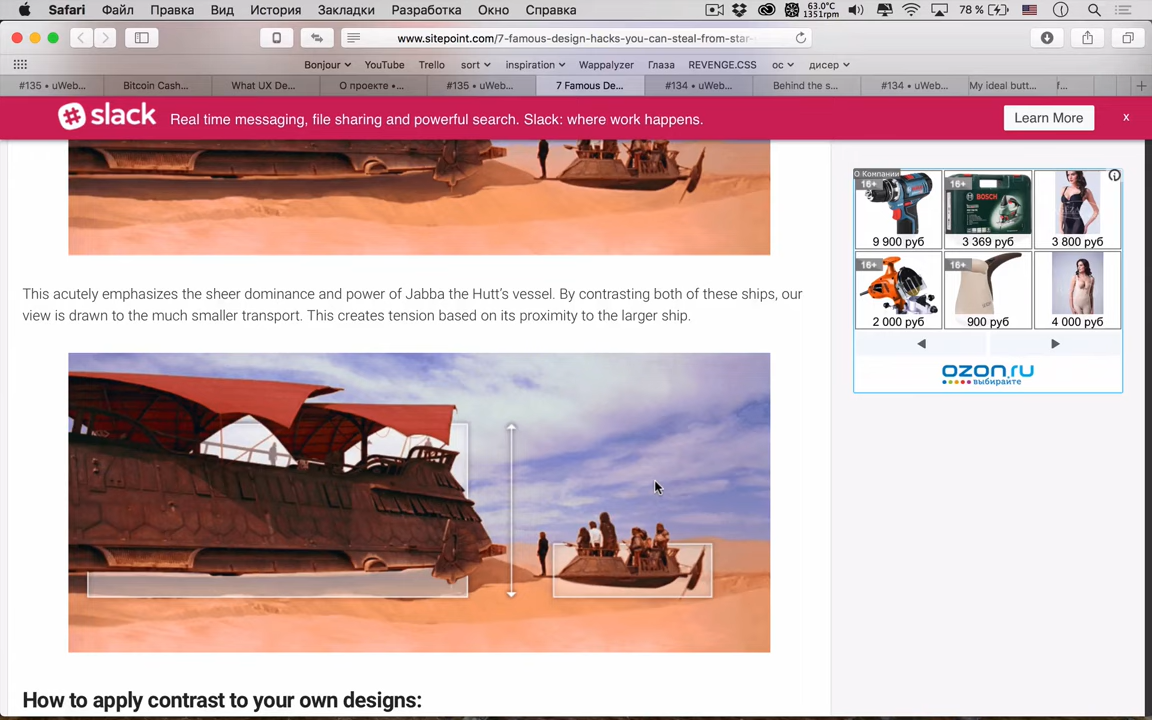 Safari Файл Правка Вид История Закладки Разработка Окно Справка 63.0°C 1351rpm 78 %
www.sitepoint.com/7-famous-design-hacks-you-can-steal-from-star-
Bonjour YouTube Trello sort inspiration Wappalyzer Глаза REVENGE.CSS ос дисер
#135 • uWeb... Bitcoin Cash... What UX De... О проекте •... #135 • uWeb... 7 Famous De... #134 • uWeb... Behind the s... #134 • uWeb... My ideal butt... f...
slack Real time messaging, file sharing and powerful search. Slack: where work happens. Learn More x
О Компании
16+ 16+
9 900 руб 3 369 руб 3 800 руб
16+
2 000 руб 900 руб 4 000 руб
ozon.ru
выбирайте
This acutely emphasizes the sheer dominance and power of Jabba the Hutt’s vessel. By contrasting both of these ships, our
view is drawn to the much smaller transport. This creates tension based on its proximity to the larger ship.
How to apply contrast to your own designs: